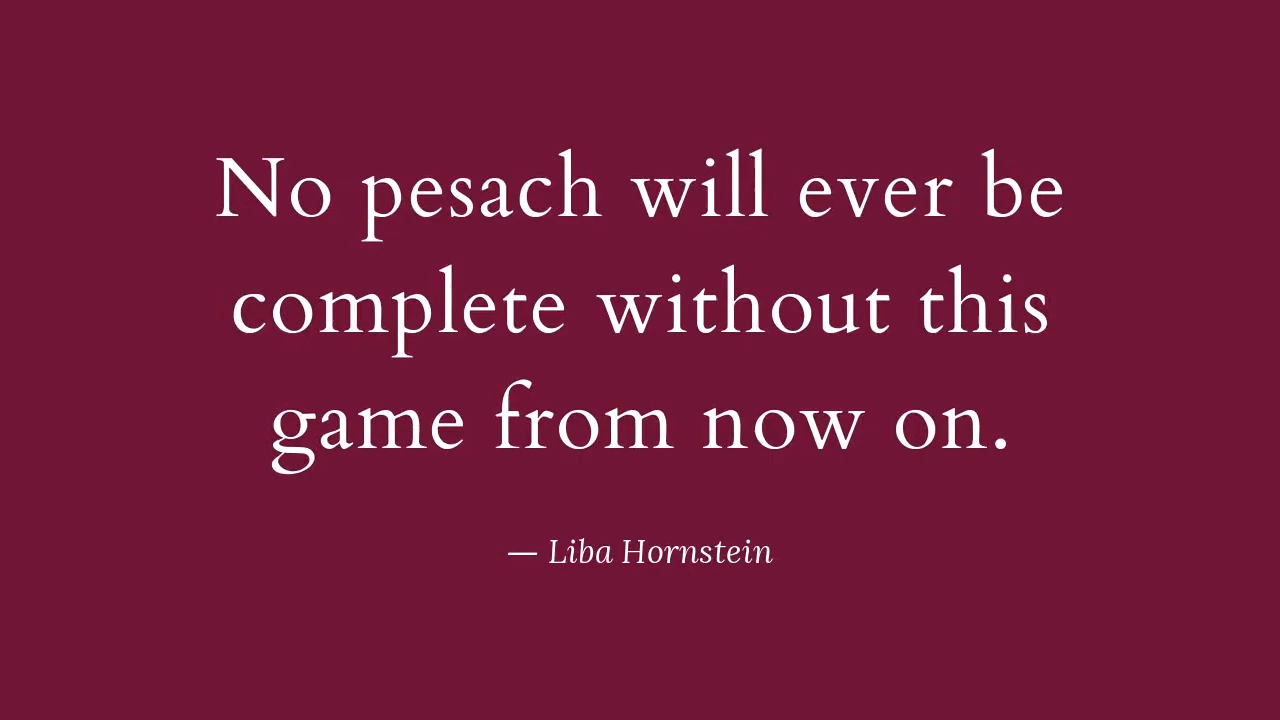 No pesach will ever be
complete without this
game from now on.
— Liba Hornstein